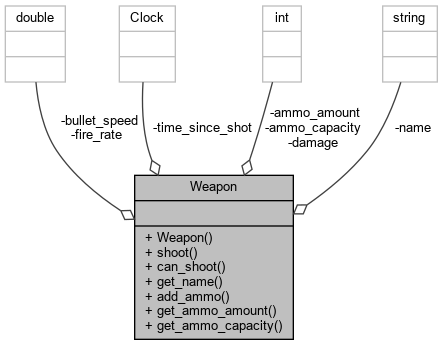 double
Clock
int
string
-bullet_speed
-fire_rate
-time_since_shot
-ammo_amount
-ammo_capacity
-damage
-name
Weapon
+ Weapon()
+ shoot()
+ can_shoot()
+ get_name()
+ add_ammo()
+ get_ammo_amount()
+ get_ammo_capacity()